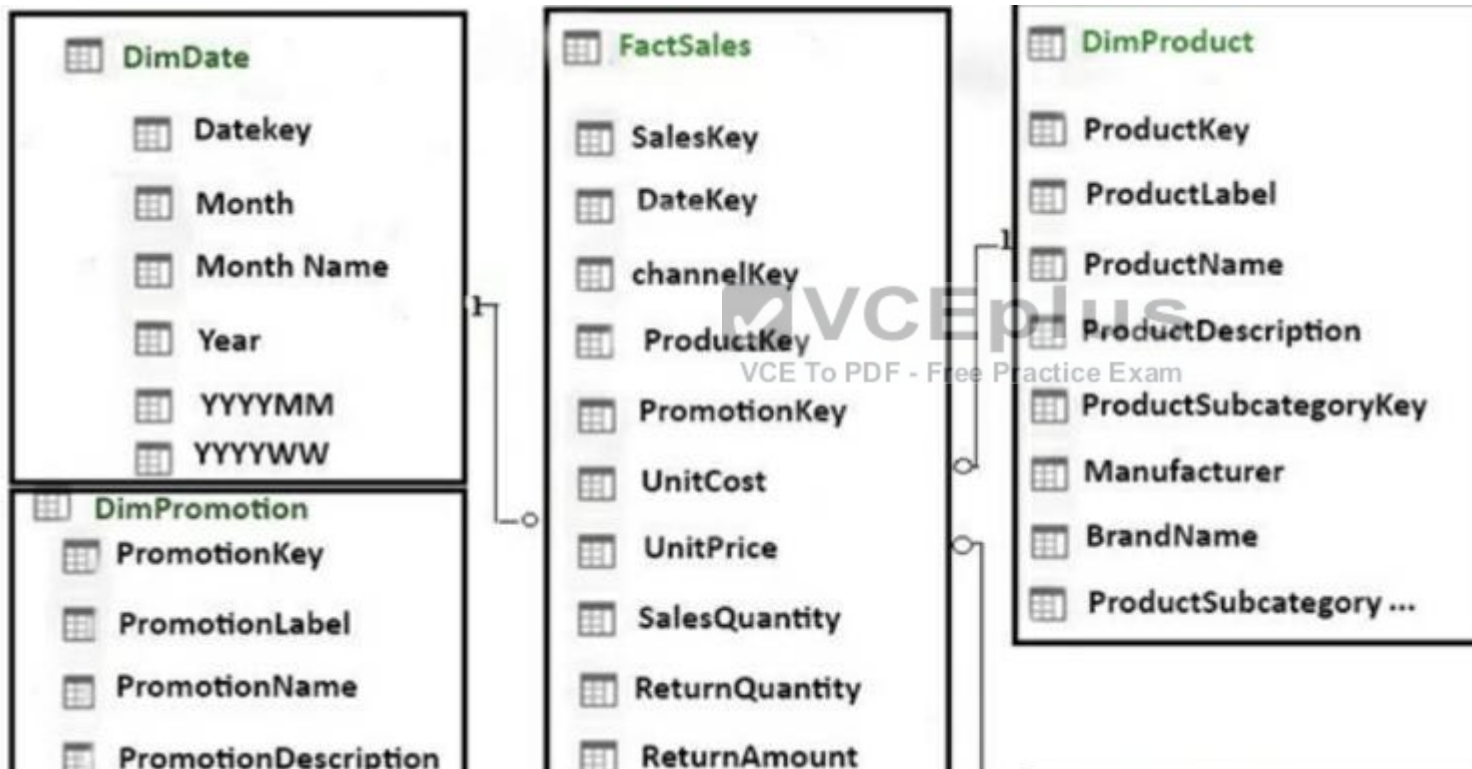 DimDate
Datekey
Month
Month Name
Year
YYYYMM
YYYYWW
DimPromotion
PromotionKey
PromotionLabel
PromotionName
PromotionDescription
FactSales
SalesKey
DateKey
channelKey
ProductKey
PromotionKey
UnitCost
UnitPrice
SalesQuantity
ReturnQuantity
ReturnAmount
DimProduct
ProductKey
ProductLabel
ProductName
ProductDescription
ProductSubcategoryKey
Manufacturer
BrandName
ProductSubcategory ...
1
1
VCEplus
VCE To PDF - Free Practice Exam